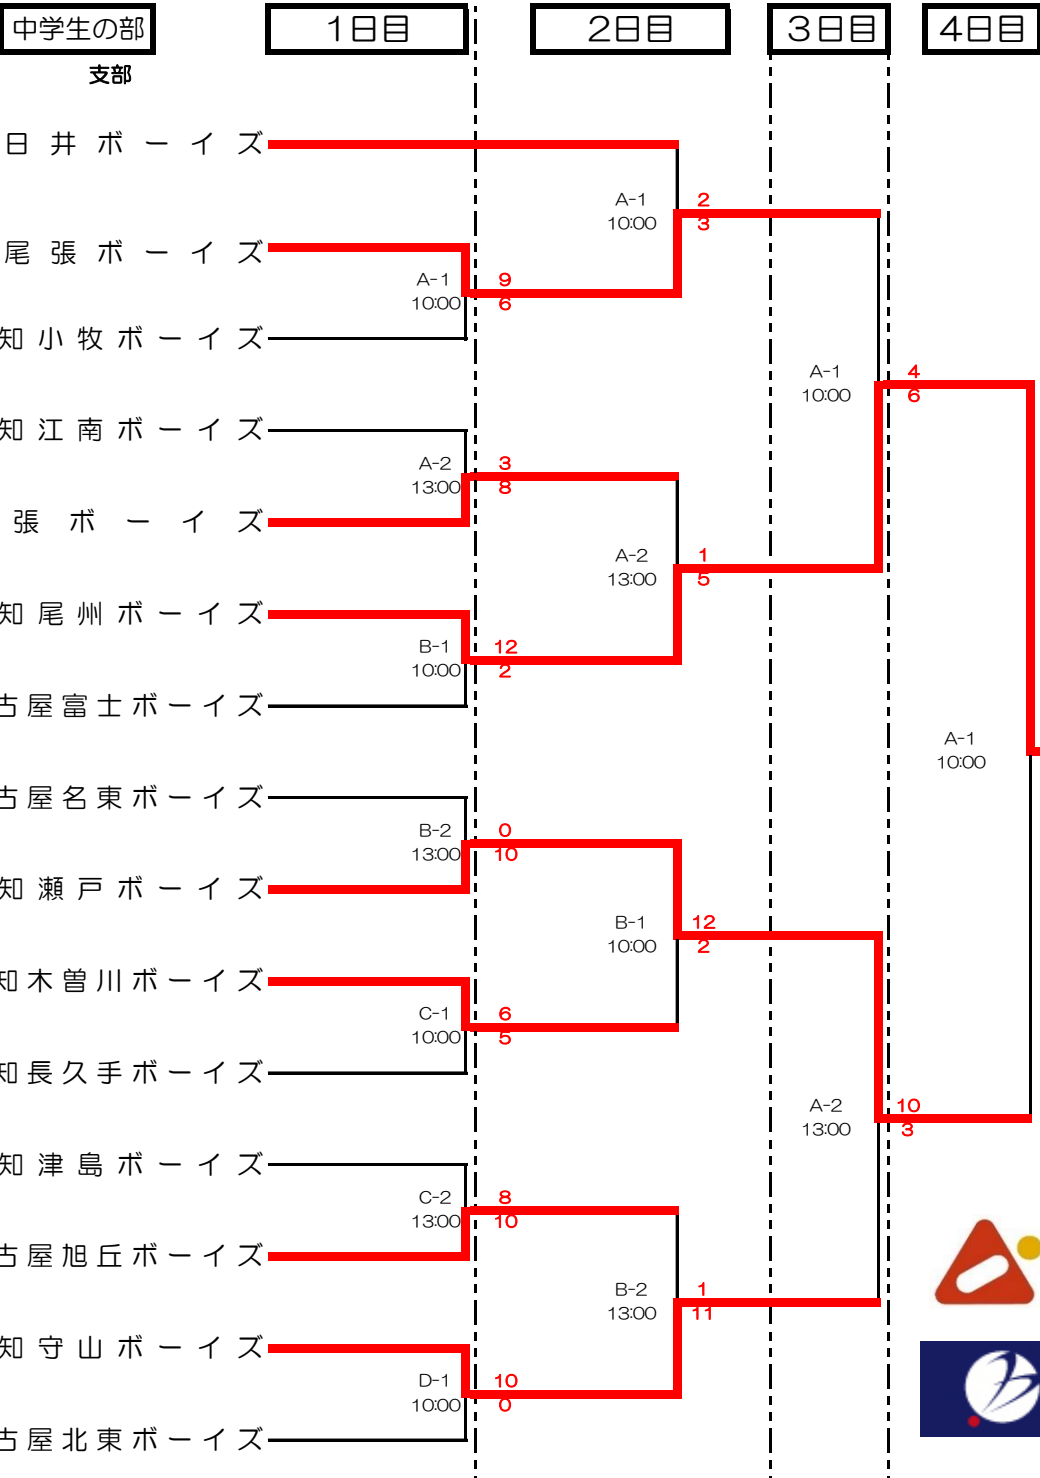 中学生の部 1日目 2日目 3日目 4日目
支部
日井ボーイズ
A-1 2
10:00 3
尾張ボーイズ
A-1 9
10:00 6
知小牧ボーイズ
A-1 4
10:00 6
知江南ボーイズ
A-2 3
13:00 8
張ボーイズ
A-2 1
13:00 5
知尾州ボーイズ
B-1 12
10:00 2
古屋富士ボーイズ
A-1
10:00
古屋名東ボーイズ
B-2 0
13:00 10
知瀬戸ボーイズ
B-1 12
10:00 2
知木曽川ボーイズ
C-1 6
10:00 5
知長久手ボーイズ
A-2 10
13:00 3
知津島ボーイズ
C-2 8
13:00 10
古屋旭丘ボーイズ
B-2 1
13:00 11
知守山ボーイズ
D-1 10
10:00 0
古屋北東ボーイズ